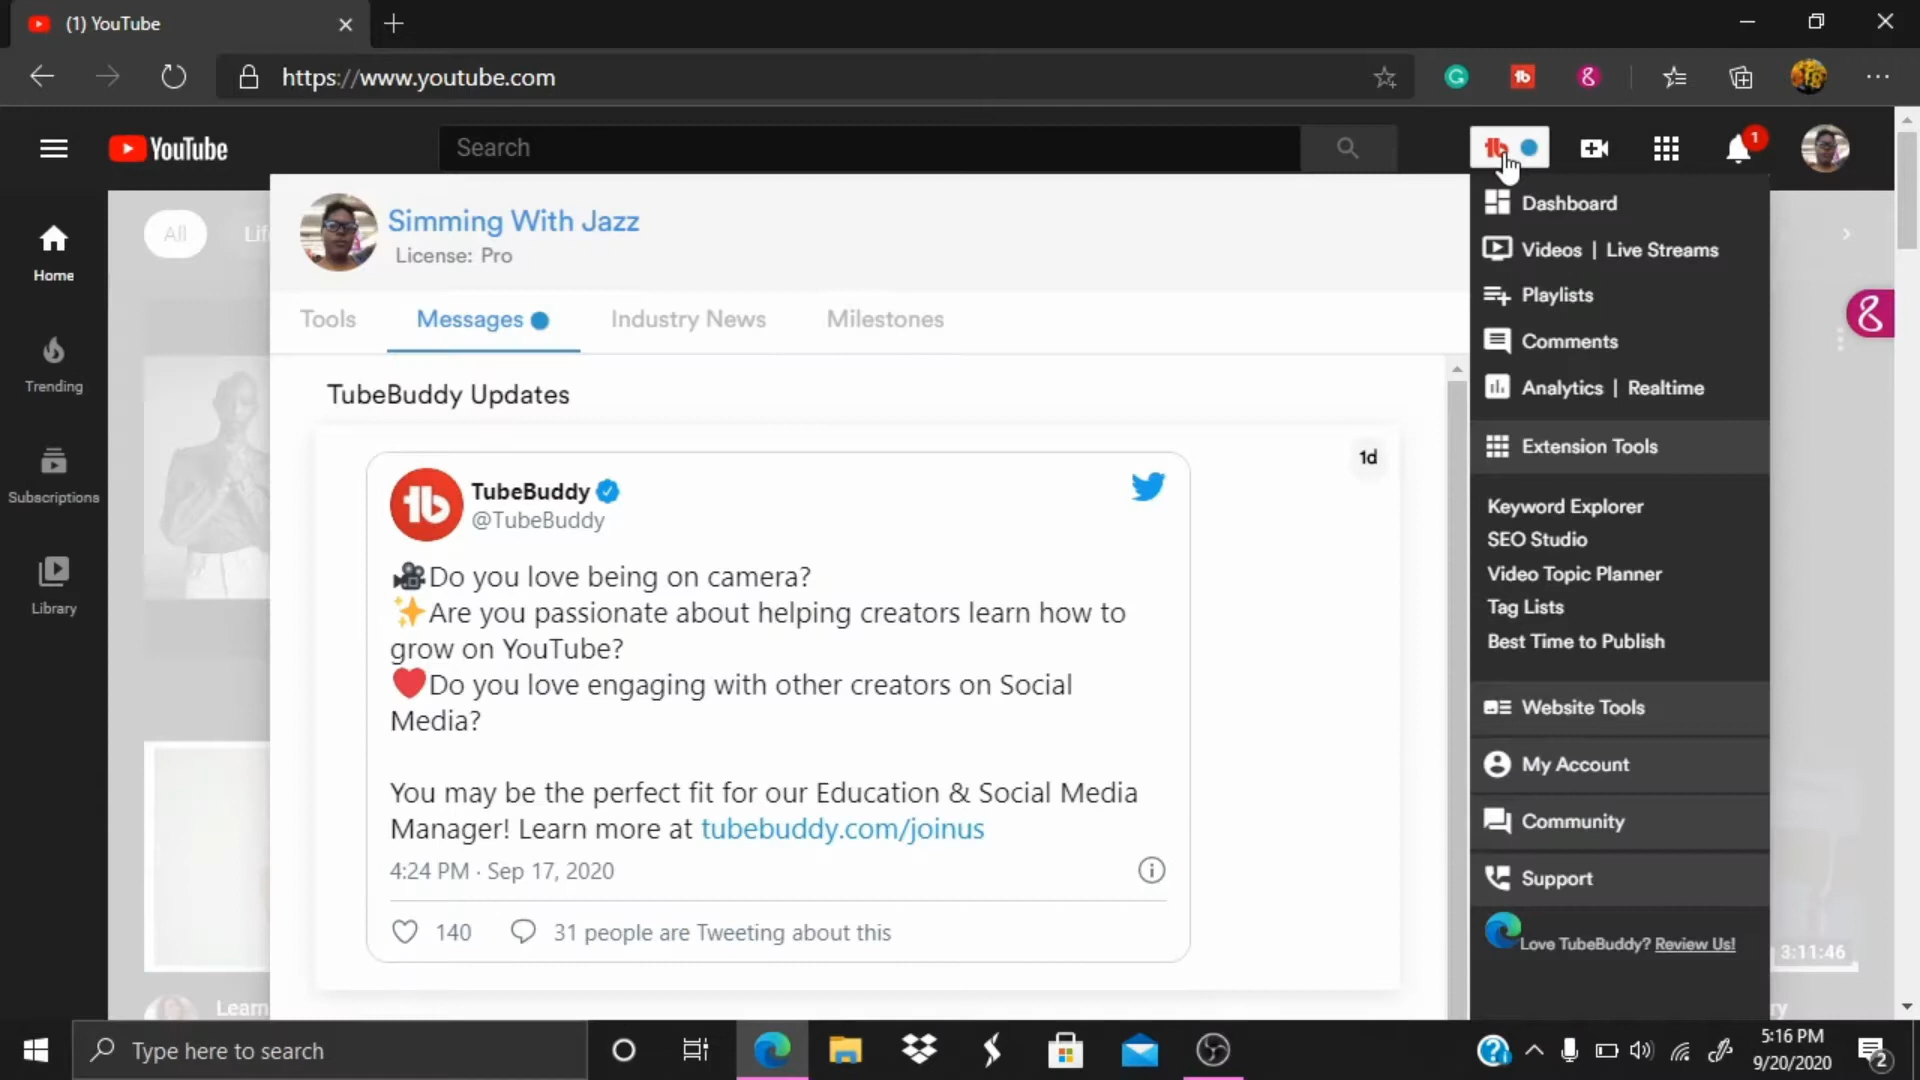 (1) YouTube
https://www.youtube.com
YouTube
Search
1
All
Home
Trending
Subscriptions
Library
Simming With Jazz
License: Pro
Tools
Messages
Industry News
Milestones
TubeBuddy Updates
1d
TubeBuddy
@TubeBuddy
🎥Do you love being on camera?
✨Are you passionate about helping creators learn how to
grow on YouTube?
❤️Do you love engaging with other creators on Social
Media?
You may be the perfect fit for our Education & Social Media
Manager! Learn more at tubebuddy.com/joinus
4:24 PM · Sep 17, 2020
140
31 people are Tweeting about this
Dashboard
Videos | Live Streams
Playlists
Comments
Analytics | Realtime
Extension Tools
Keyword Explorer
SEO Studio
Video Topic Planner
Tag Lists
Best Time to Publish
Website Tools
My Account
Community
Support
Love TubeBuddy? Review Us!
3:11:46
Learn
Type here to search
5:16 PM
9/20/2020
2